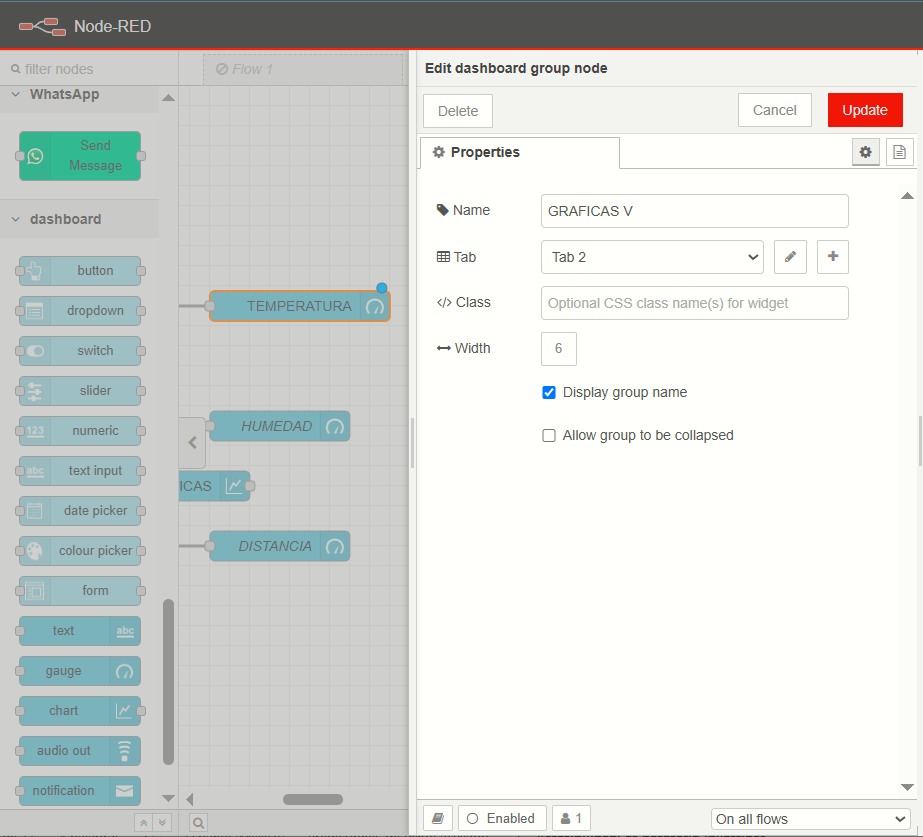 Node-RED
filter nodes
Flow 1
WhatsApp
Send
Message
dashboard
button
dropdown
switch
slider
123
numeric
abc
text input
date picker
colour picker
form
text
abc
gauge
chart
audio out
notification
TEMPERATURA
HUMEDAD
ICAS
DISTANCIA
Edit dashboard group node
Delete
Cancel
Update
Properties
Name
GRAFICAS V
Tab
Tab 2
</> Class
Optional CSS class name(s) for widget
Width
6
Display group name
Allow group to be collapsed
Enabled
1
On all flows